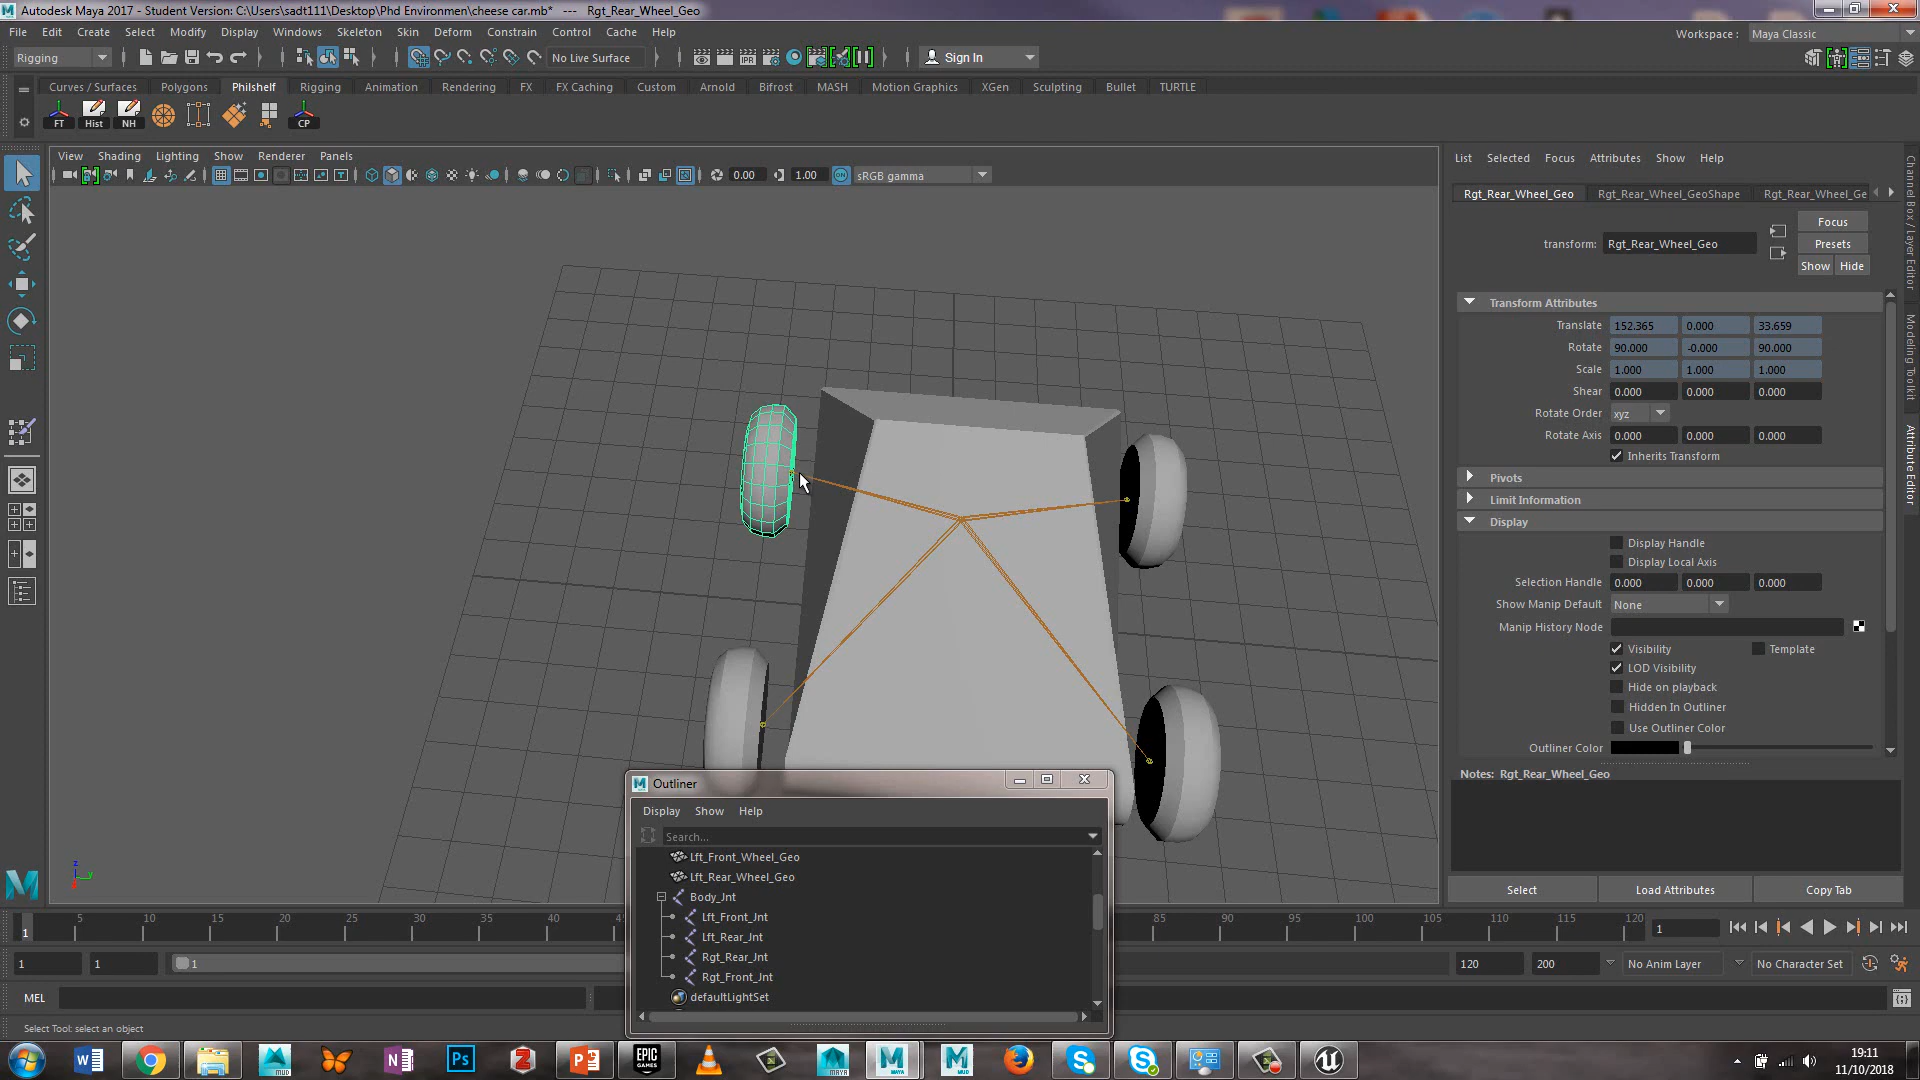 Autodesk Maya 2017 - Student Version: C:\Users\sadt111\Desktop\Phd Environmen\cheese car.mb* --- Rgt_Rear_Wheel_Geo
File Edit Create Select Modify Display Windows Skeleton Skin Deform Constrain Control Cache Help
Workspace : Maya Classic
Rigging No Live Surface Sign In
Curves / Surfaces Polygons Philshelf Rigging Animation Rendering FX FX Caching Custom Arnold Bifrost MASH Motion Graphics XGen Sculpting Bullet TURTLE
FT Hist NH CP
View Shading Lighting Show Renderer Panels
0.00 1.00 sRGB gamma
List Selected Focus Attributes Show Help
Rgt_Rear_Wheel_Geo Rgt_Rear_Wheel_GeoShape Rgt_Rear_Wheel_Ge
Focus
transform: Rgt_Rear_Wheel_Geo Presets
Show Hide
Transform Attributes
Translate 152.365 0.000 33.659
Rotate 90.000 -0.000 90.000
Scale 1.000 1.000 1.000
Shear 0.000 0.000 0.000
Rotate Order xyz
Rotate Axis 0.000 0.000 0.000
Inherits Transform
Pivots
Limit Information
Display
Display Handle
Display Local Axis
Selection Handle 0.000 0.000 0.000
Show Manip Default None
Manip History Node
Visibility Template
LOD Visibility
Hide on playback
Hidden In Outliner
Use Outliner Color
Outliner Color
Notes: Rgt_Rear_Wheel_Geo
Select Load Attributes Copy Tab
Channel Box / Layer Editor
Modeling Toolkit
Attribute Editor
Outliner
Display Show Help
Search...
Lft_Front_Wheel_Geo
Lft_Rear_Wheel_Geo
Body_Jnt
Lft_Front_Jnt
Lft_Rear_Jnt
Rgt_Rear_Jnt
Rgt_Front_Jnt
defaultLightSet
z y
1 5 10 15 20 25 30 35 40 85 90 95 100 105 110 115 120 1
1 1 1 120 200 No Anim Layer No Character Set
MEL
Select Tool: select an object
19:11
11/10/2018